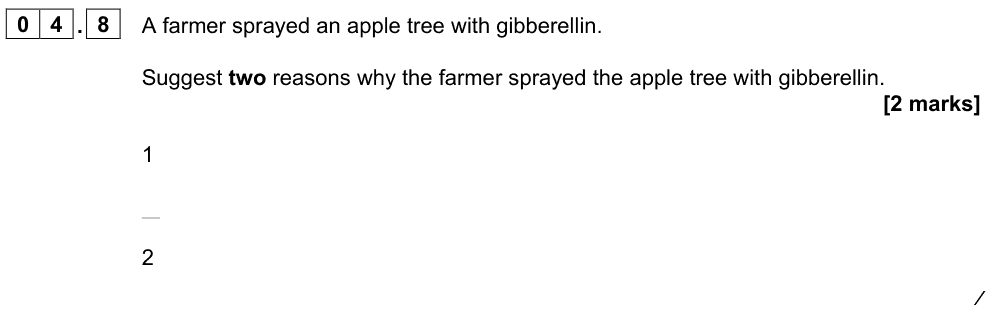 0 4 . 8 A farmer sprayed an apple tree with gibberellin.
Suggest two reasons why the farmer sprayed the apple tree with gibberellin.
[2 marks]
1
2
/